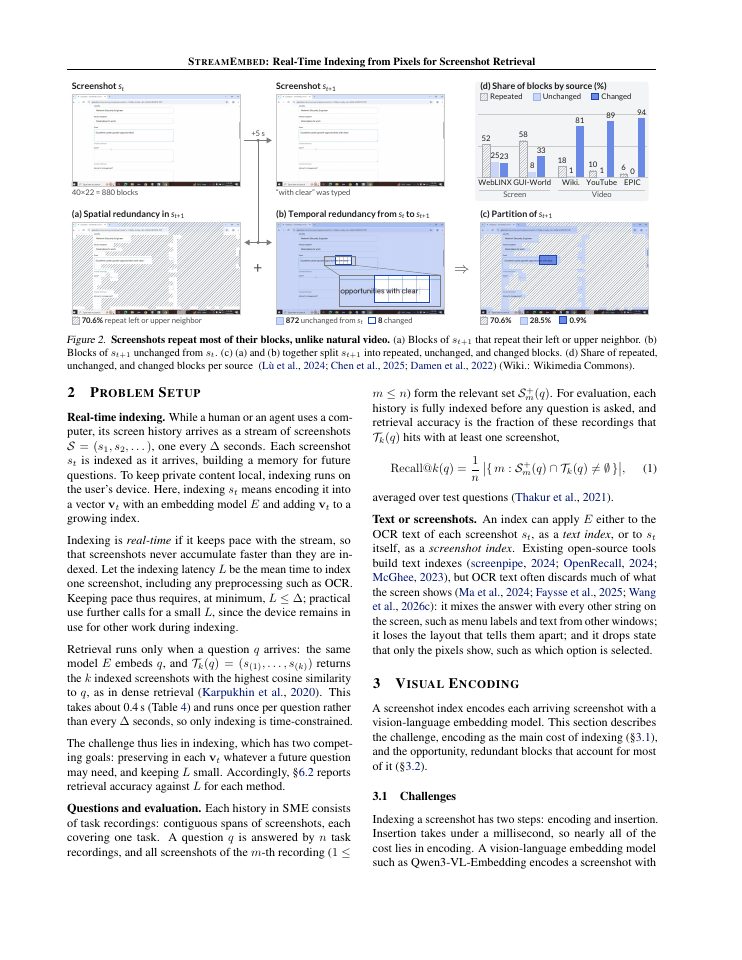 STREAMEMBED: Real-Time Indexing from Pixels for Screenshot Retrieval
Screenshot s_t
40×22 = 880 blocks
+5 s
Screenshot s_{t+1}
"with clear" was typed
(d) Share of blocks by source (%)
Repeated Unchanged Changed
52 25 23 58 8 33 18 1 81 10 1 89 6 0 94
WebLINX GUI-World Wiki. YouTube EPIC
Screen Video
(a) Spatial redundancy in s_{t+1}
70.6% repeat left or upper neighbor
+
(b) Temporal redundancy from s_t to s_{t+1}
opportunities with clear
872 unchanged from s_t 8 changed
⇒
(c) Partition of s_{t+1}
70.6% 28.5% 0.9%
Figure 2. Screenshots repeat most of their blocks, unlike natural video. (a) Blocks of s_{t+1} that repeat their left or upper neighbor. (b)
Blocks of s_{t+1} unchanged from s_t. (c) (a) and (b) together split s_{t+1} into repeated, unchanged, and changed blocks. (d) Share of repeated,
unchanged, and changed blocks per source (Lù et al., 2024; Chen et al., 2025; Damen et al., 2022) (Wiki.: Wikimedia Commons).
2 PROBLEM SETUP
Real-time indexing. While a human or an agent uses a com-
puter, its screen history arrives as a stream of screenshots
S = (s_1, s_2, . . . ), one every Δ seconds. Each screenshot
s_t is indexed as it arrives, building a memory for future
questions. To keep private content local, indexing runs on
the user's device. Here, indexing s_t means encoding it into
a vector v_t with an embedding model E and adding v_t to a
growing index.
Indexing is real-time if it keeps pace with the stream, so
that screenshots never accumulate faster than they are in-
dexed. Let the indexing latency L be the mean time to index
one screenshot, including any preprocessing such as OCR.
Keeping pace thus requires, at minimum, L ≤ Δ; practical
use further calls for a small L, since the device remains in
use for other work during indexing.
Retrieval runs only when a question q arrives: the same
model E embeds q, and T_k(q) = (s_{(1)}, . . . , s_{(k)}) returns
the k indexed screenshots with the highest cosine similarity
to q, as in dense retrieval (Karpukhin et al., 2020). This
takes about 0.4 s (Table 4) and runs once per question rather
than every Δ seconds, so only indexing is time-constrained.
The challenge thus lies in indexing, which has two compet-
ing goals: preserving in each v_t whatever a future question
may need, and keeping L small. Accordingly, §6.2 reports
retrieval accuracy against L for each method.
Questions and evaluation. Each history in SME consists
of task recordings: contiguous spans of screenshots, each
covering one task. A question q is answered by n task
recordings, and all screenshots of the m-th recording (1 ≤
m ≤ n) form the relevant set S_m^+(q). For evaluation, each
history is fully indexed before any question is asked, and
retrieval accuracy is the fraction of these recordings that
T_k(q) hits with at least one screenshot,
Recall@k(q) = 1/n |{ m : S_m^+(q) ∩ T_k(q) ≠ ∅ }|, (1)
averaged over test questions (Thakur et al., 2021).
Text or screenshots. An index can apply E either to the
OCR text of each screenshot s_t, as a text index, or to s_t
itself, as a screenshot index. Existing open-source tools
build text indexes (screenpipe, 2024; OpenRecall, 2024;
McGhee, 2023), but OCR text often discards much of what
the screen shows (Ma et al., 2024; Faysse et al., 2025; Wang
et al., 2026c): it mixes the answer with every other string on
the screen, such as menu labels and text from other windows;
it loses the layout that tells them apart; and it drops state
that only the pixels show, such as which option is selected.
3 VISUAL ENCODING
A screenshot index encodes each arriving screenshot with a
vision-language embedding model. This section describes
the challenge, encoding as the main cost of indexing (§3.1),
and the opportunity, redundant blocks that account for most
of it (§3.2).
3.1 Challenges
Indexing a screenshot has two steps: encoding and insertion.
Insertion takes under a millisecond, so nearly all of the
cost lies in encoding. A vision-language embedding model
such as Qwen3-VL-Embedding encodes a screenshot with